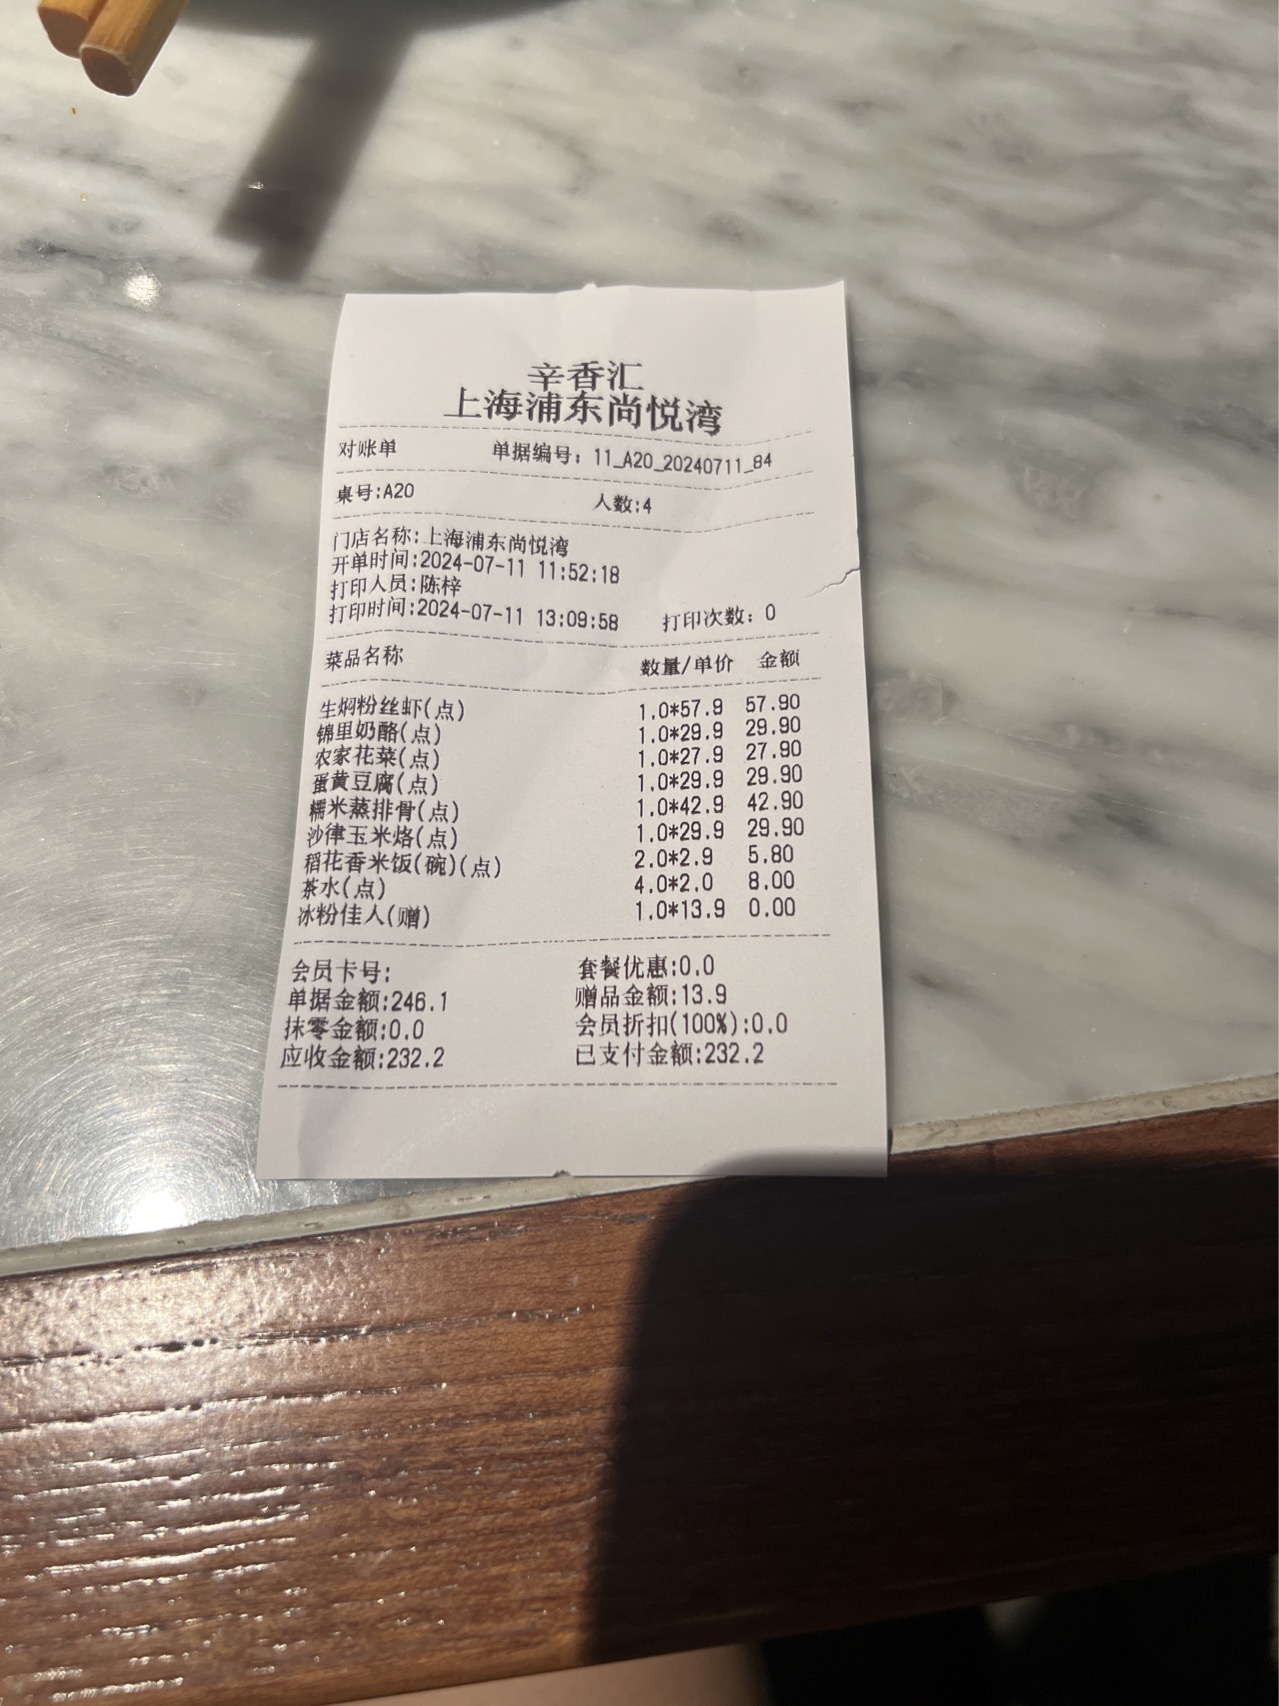 辛香汇
上海浦东尚悦湾
对账单 单据编号：11_A20_20240711_84
桌号:A20 人数:4
门店名称:上海浦东尚悦湾
开单时间:2024-07-11 11:52:18
打印人员:陈梓
打印时间:2024-07-11 13:09:58 打印次数：0
菜品名称 数量/单价 金额
生焖粉丝虾(点) 1.0*57.9 57.90
锦里奶酪(点) 1.0*29.9 29.90
农家花菜(点) 1.0*27.9 27.90
蛋黄豆腐(点) 1.0*29.9 29.90
糯米蒸排骨(点) 1.0*42.9 42.90
沙律玉米烙(点) 1.0*29.9 29.90
稻花香米饭(碗)(点) 2.0*2.9 5.80
茶水(点) 4.0*2.0 8.00
冰粉佳人(赠) 1.0*13.9 0.00
会员卡号: 套餐优惠:0.0
单据金额:246.1 赠品金额:13.9
抹零金额:0.0 会员折扣(100%):0.0
应收金额:232.2 已支付金额:232.2